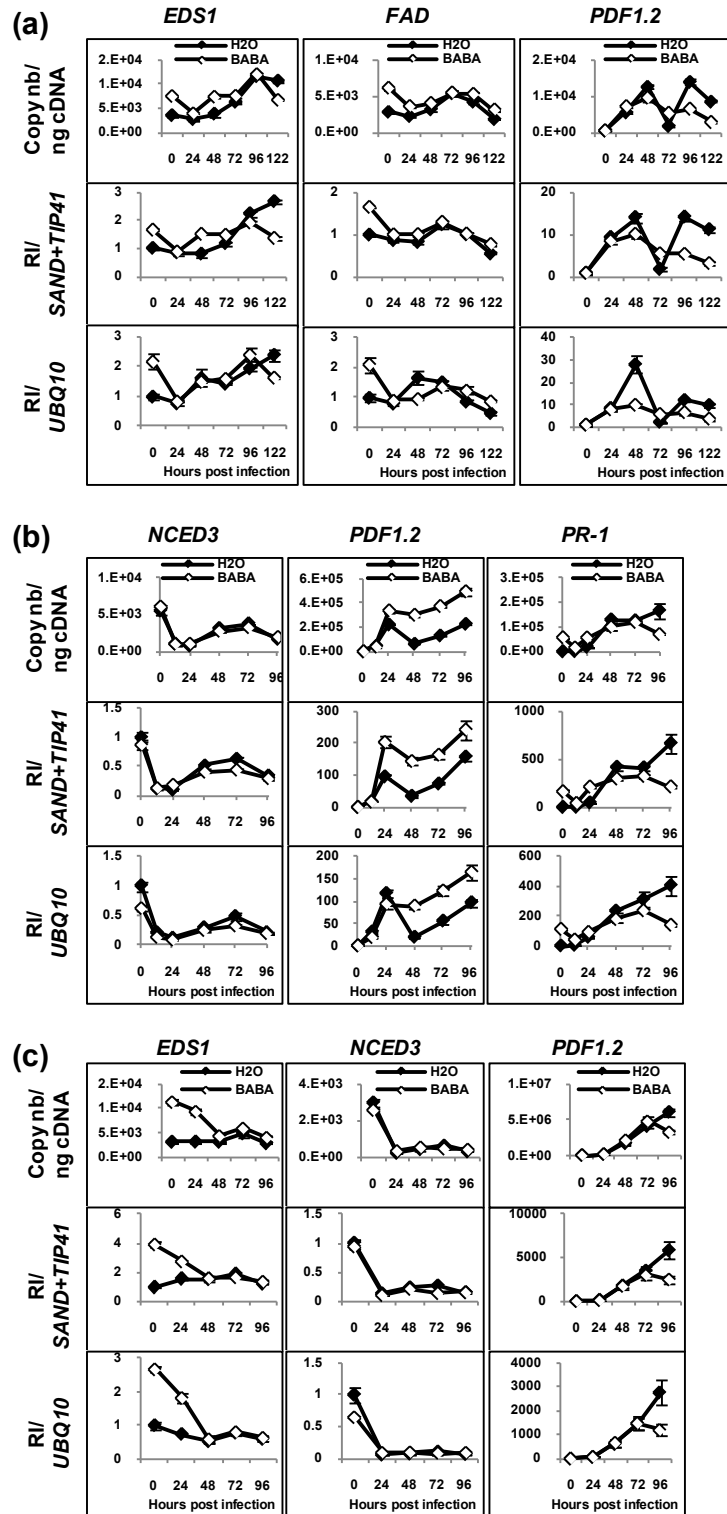 (a)
EDS1 FAD PDF1.2
Copy nb/
ng cDNA
H2O H2O H2O
BABA BABA BABA
2.E+04 2.E+04 2.E+04
1.E+04 1.E+04 1.E+04
1.E+04 1.E+04
5.E+03 5.E+03
0.E+00 0.E+00 0.E+00
0 24 48 72 96 122 0 24 48 72 96 122 0 24 48 72 96 122
RI/
SAND+TIP41
3 2 20
2 1 10
1 0 0
0
0 24 48 72 96 122 0 24 48 72 96 122 0 24 48 72 96 122
RI/
UBQ10
3 3 40
2 2 30
1 1 20
0 0 10
0
0 24 48 72 96 122 0 24 48 72 96 122 0 24 48 72 96 122
Hours post infection Hours post infection Hours post infection
(b)
NCED3 PDF1.2 PR-1
Copy nb/
ng cDNA
H2O H2O H2O
BABA BABA BABA
1.E+04 6.E+05 3.E+05
5.E+03 4.E+05 2.E+05
0.E+00 2.E+05 1.E+05
0.E+00 0.E+00
0 24 48 72 96 0 24 48 72 96 0 24 48 72 96
RI/
SAND+TIP41
1.5 300 1000
1 200 500
0.5 100 0
0 0
0 24 48 72 96 0 24 48 72 96 0 24 48 72 96
RI/
UBQ10
1.5 200 600
1 150 400
0.5 100 200
0 50 0
0
0 24 48 72 96 0 24 48 72 96 0 24 48 72 96
Hours post infection Hours post infection Hours post infection
(c)
EDS1 NCED3 PDF1.2
Copy nb/
ng cDNA
H2O H2O H2O
BABA BABA BABA
2.E+04 4.E+03 1.E+07
1.E+04 2.E+03 5.E+06
1.E+04 0.E+00 0.E+00
5.E+03
0.E+00
0 24 48 72 96 0 24 48 72 96 0 24 48 72 96
RI/
SAND+TIP41
6 1.5 10000
4 1 5000
2 0.5 0
0 0
0 24 48 72 96 0 24 48 72 96 0 24 48 72 96
RI/
UBQ10
3 1.5 4000
2 1 3000
1 0.5 2000
0 0 1000
0
0 24 48 72 96 0 24 48 72 96 0 24 48 72 96
Hours post infection Hours post infection Hours post infection